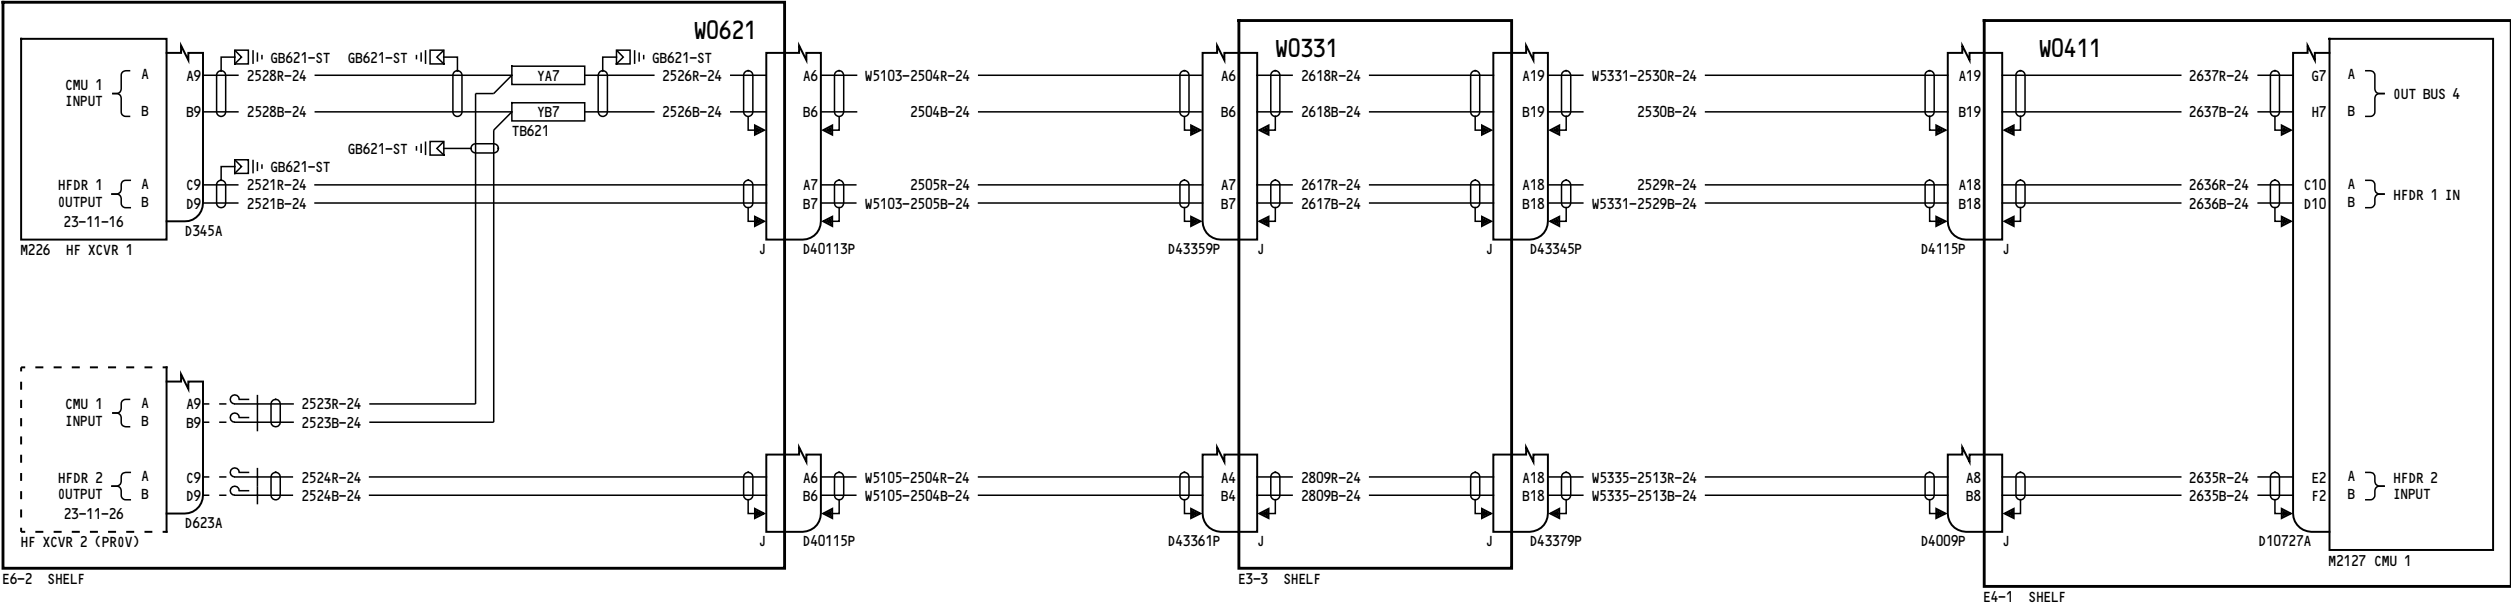 W0621
W0331
W0411
GB621-ST GB621-ST GB621-ST
CMU 1 INPUT A A9 2528R-24 YA7 2526R-24 A6 W5103-2504R-24 A6 2618R-24 A19 W5331-2530R-24 A19 2637R-24 G7 A OUT BUS 4
B B9 2528B-24 YB7 2526B-24 B6 2504B-24 B6 2618B-24 B19 2530B-24 B19 2637B-24 H7 B
TB621
GB621-ST
GB621-ST
HFDR 1 OUTPUT A C9 2521R-24 A7 2505R-24 A7 2617R-24 A18 2529R-24 A18 2636R-24 C10 A HFDR 1 IN
B D9 2521B-24 B7 W5103-2505B-24 B7 2617B-24 B18 W5331-2529B-24 B18 2636B-24 D10 B
23-11-16
D345A
M226 HF XCVR 1 J D40113P D43359P J J D43345P D4115P J
CMU 1 INPUT A A9 2523R-24
B B9 2523B-24
HFDR 2 OUTPUT A C9 2524R-24 A6 W5105-2504R-24 A4 2809R-24 A18 W5335-2513R-24 A8 2635R-24 E2 A HFDR 2 INPUT
B D9 2524B-24 B6 W5105-2504B-24 B4 2809B-24 B18 W5335-2513B-24 B8 2635B-24 F2 B
23-11-26
D623A
HF XCVR 2 (PROV) J D40115P D43361P J J D43379P D4009P J D10727A
M2127 CMU 1
E6-2 SHELF E3-3 SHELF
E4-1 SHELF